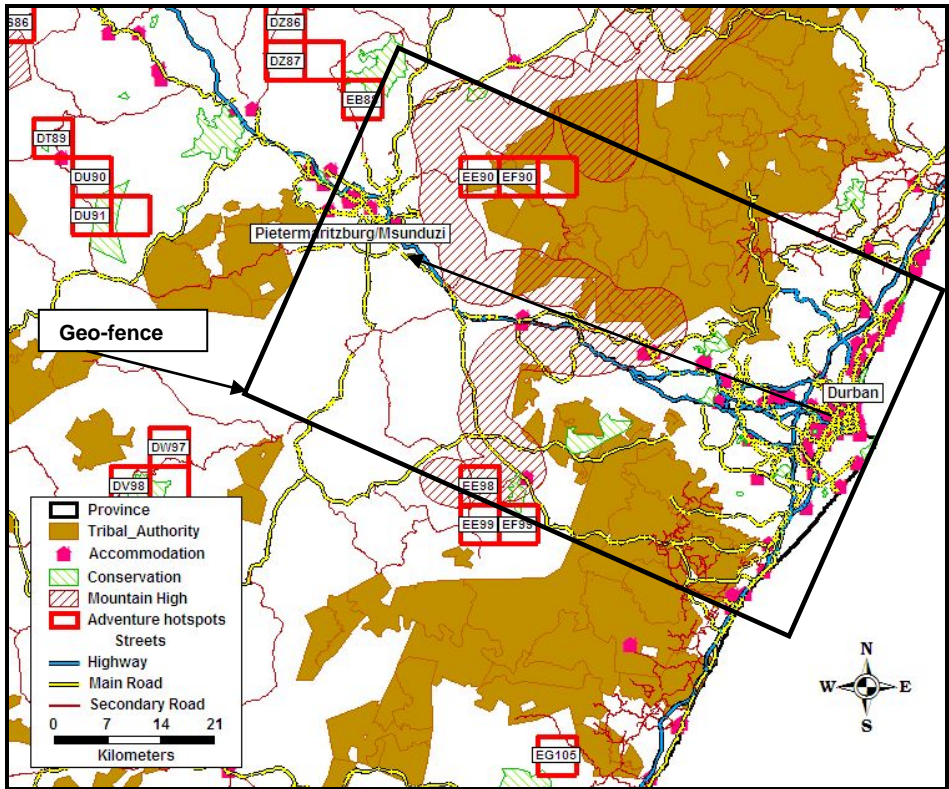 S86
DZ86
DZ87
EB88
DT89
DU90
EE90
EF90
DU91
Pietermaritzburg/Msunduzi
Geo-fence
Durban
DW97
DV98
EE98
EE99
EF99
Province
Tribal_Authority
Accommodation
Conservation
Mountain High
Adventure hotspots
Streets
Highway
Main Road
Secondary Road
0 7 14 21
Kilometers
N
W E
S
EG105